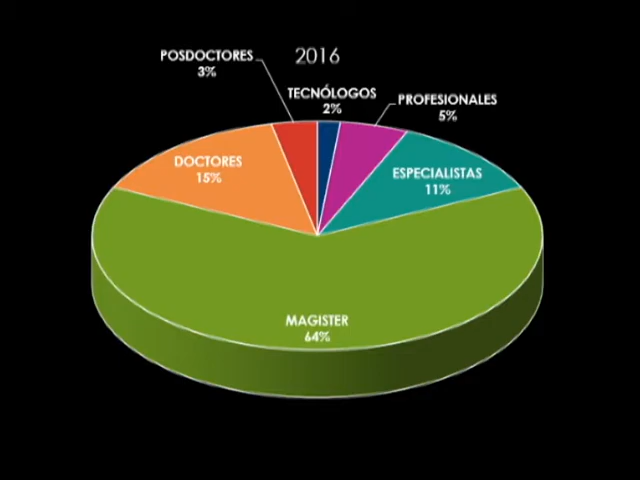 2016
POSDOCTORES
3%
TECNÓLOGOS
2%
PROFESIONALES
5%
DOCTORES
15%
ESPECIALISTAS
11%
MAGISTER
64%